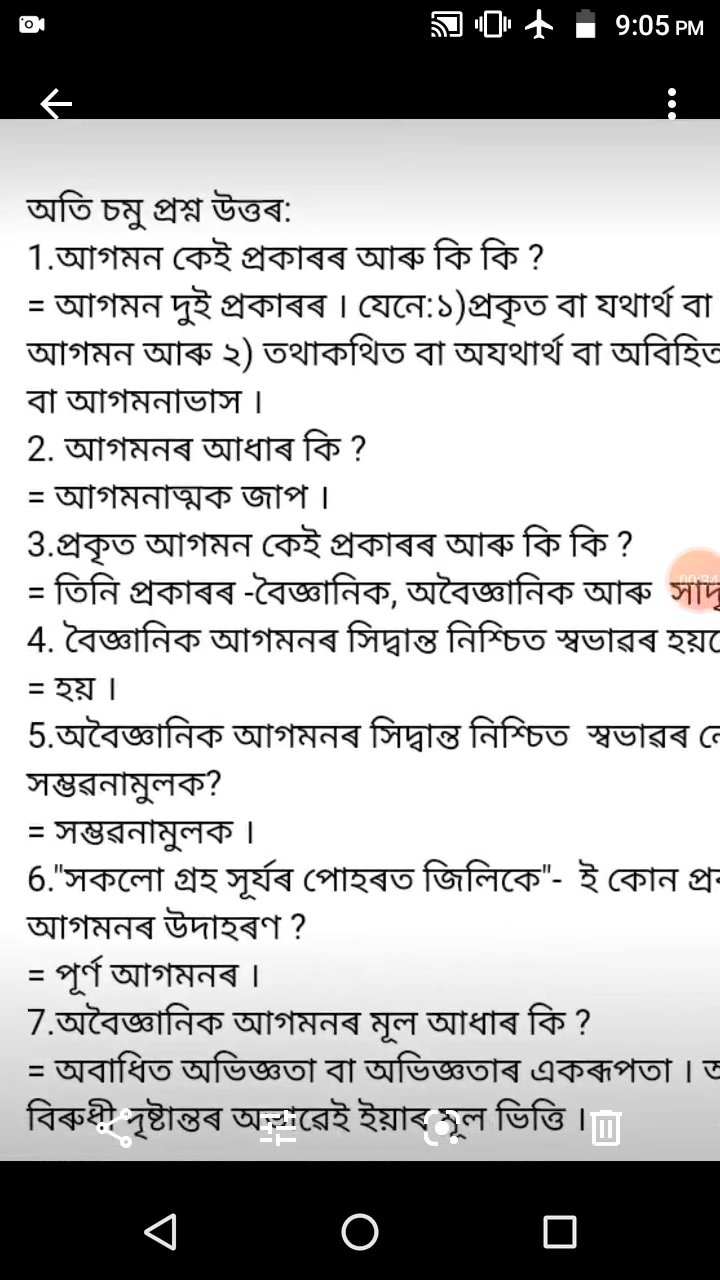 9:05 PM
অতি চমু প্ৰশ্ন উত্তৰ:
1.আগমন কেই প্ৰকাৰৰ আৰু কি কি ?
= আগমন দুই প্ৰকাৰৰ । যেনে:১)প্ৰকৃত বা যথাৰ্থ বা
আগমন আৰু ২) তথাকথিত বা অযথাৰ্থ বা অবিহিত
বা আগমনাভাস ।
2. আগমনৰ আধাৰ কি ?
= আগমনাত্মক জাপ ।
3.প্ৰকৃত আগমন কেই প্ৰকাৰৰ আৰু কি কি ?
= তিনি প্ৰকাৰৰ -বৈজ্ঞানিক, অবৈজ্ঞানিক আৰু
00:34
4. বৈজ্ঞানিক আগমনৰ সিদ্বান্ত নিশ্চিত স্বভাৱৰ
= হয় ।
5.অবৈজ্ঞানিক আগমনৰ সিদ্বান্ত নিশ্চিত স্বভাৱৰ
সম্ভৱনামুলক?
= সম্ভৱনামুলক ।
6."সকলো গ্ৰহ সূৰ্যৰ পোহৰত জিলিকে"- ই কোন
আগমনৰ উদাহৰণ ?
= পূৰ্ণ আগমনৰ ।
7.অবৈজ্ঞানিক আগমনৰ মূল আধাৰ কি ?
= অবাধিত অভিজ্ঞতা বা অভিজ্ঞতাৰ একৰূপতা ।
বিৰুধী দৃষ্টান্তৰ অভাৱেই ইয়াৰ মূল ভিত্তি ।